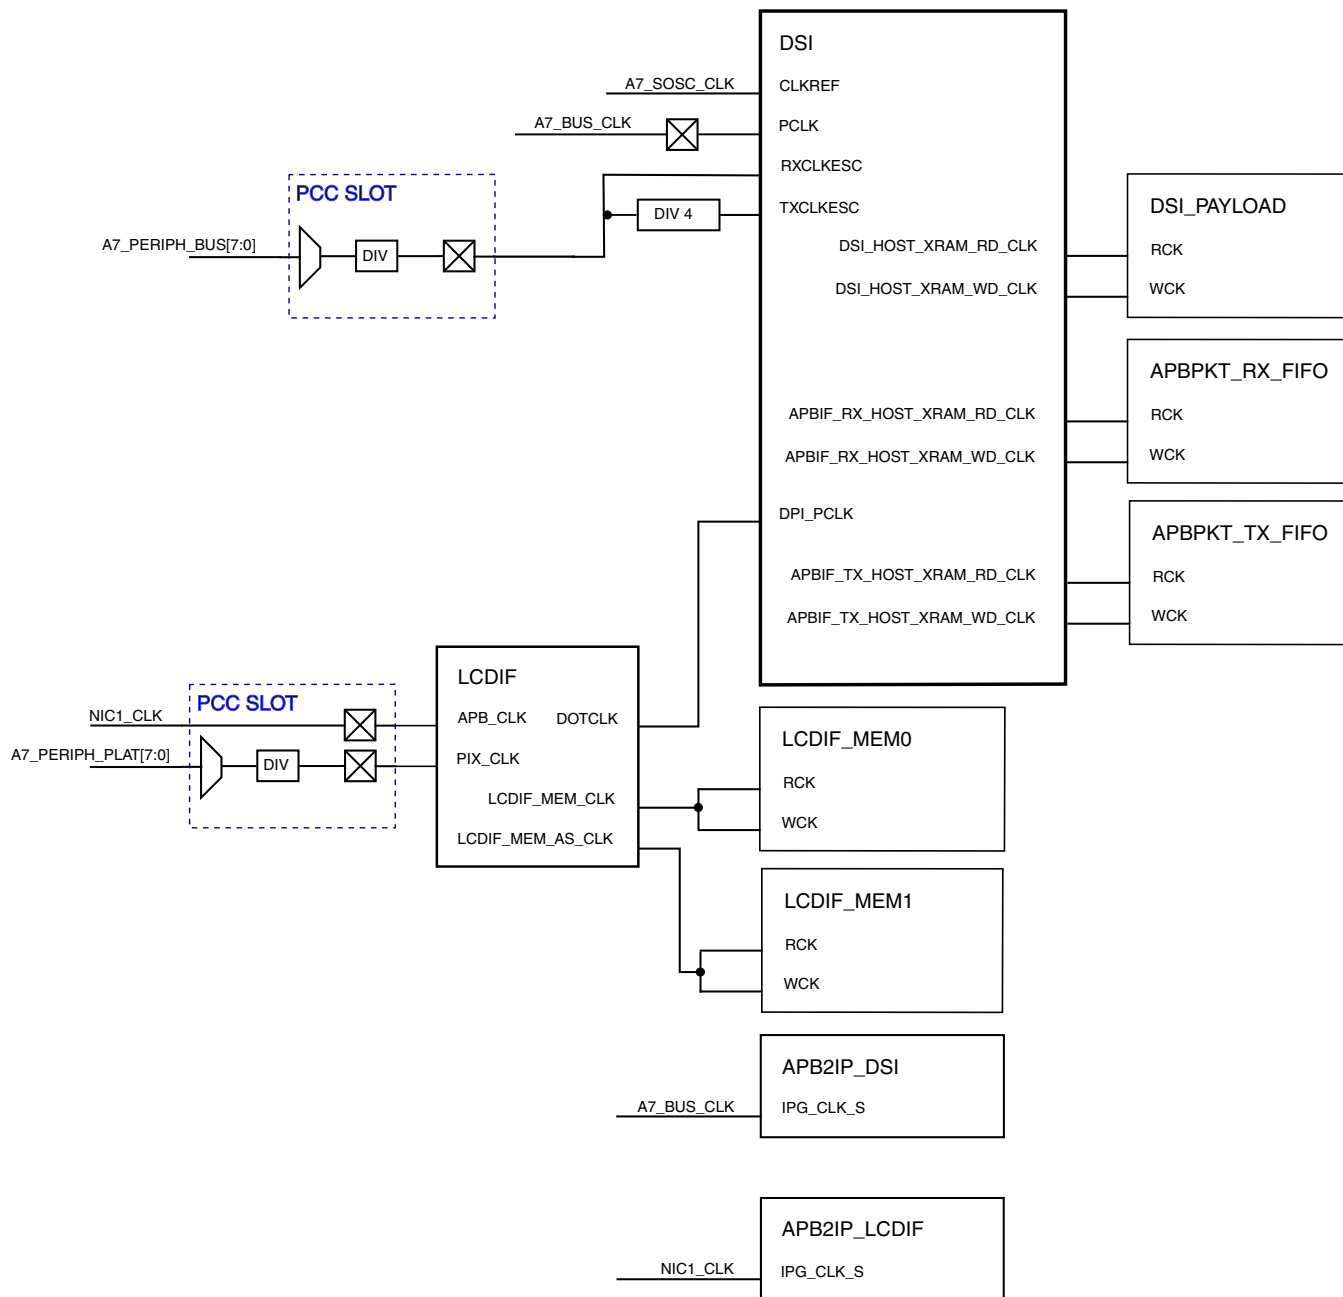 DSI
A7_SOSC_CLK
CLKREF
A7_BUS_CLK
PCLK
RXCLKESC
PCC SLOT
DIV 4
TXCLKESC
A7_PERIPH_BUS[7:0]
DIV
DSI_HOST_XRAM_RD_CLK
DSI_HOST_XRAM_WD_CLK
DSI_PAYLOAD
RCK
WCK
APBPKT_RX_FIFO
APBIF_RX_HOST_XRAM_RD_CLK
RCK
APBIF_RX_HOST_XRAM_WD_CLK
WCK
DPI_PCLK
APBPKT_TX_FIFO
APBIF_TX_HOST_XRAM_RD_CLK
RCK
APBIF_TX_HOST_XRAM_WD_CLK
WCK
LCDIF
PCC SLOT
NIC1_CLK
APB_CLK
DOTCLK
A7_PERIPH_PLAT[7:0]
DIV
PIX_CLK
LCDIF_MEM_CLK
LCDIF_MEM_AS_CLK
LCDIF_MEM0
RCK
WCK
LCDIF_MEM1
RCK
WCK
APB2IP_DSI
A7_BUS_CLK
IPG_CLK_S
APB2IP_LCDIF
NIC1_CLK
IPG_CLK_S